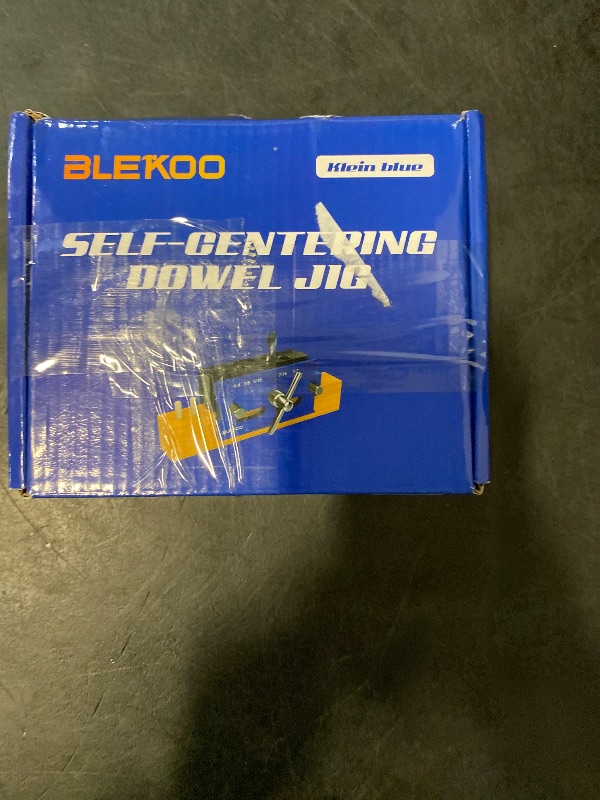 BLEKOO
Klein blue
SELF-CENTERING
DOWEL JIG